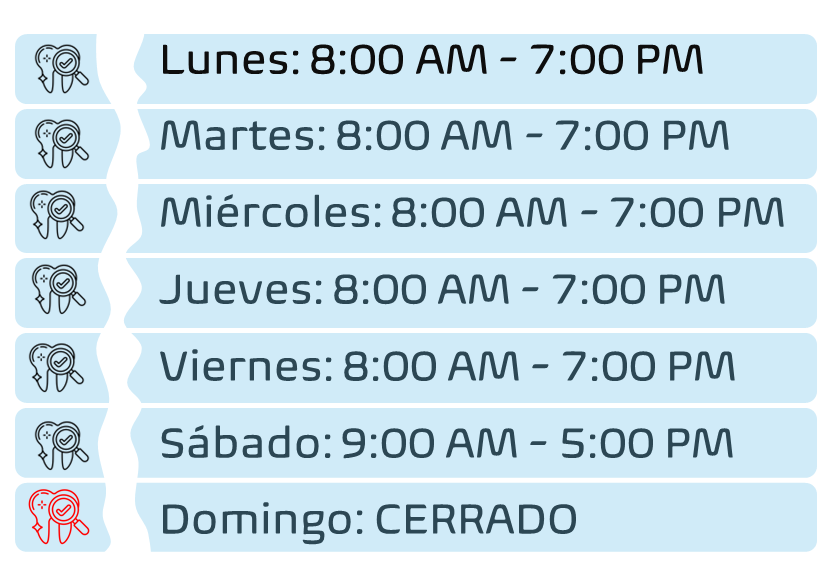 Lunes: 8:00 AM - 7:00 PM
Martes: 8:00 AM - 7:00 PM
Miércoles: 8:00 AM - 7:00 PM
Jueves: 8:00 AM - 7:00 PM
Viernes: 8:00 AM - 7:00 PM
Sábado: 9:00 AM - 5:00 PM
Domingo: CERRADO